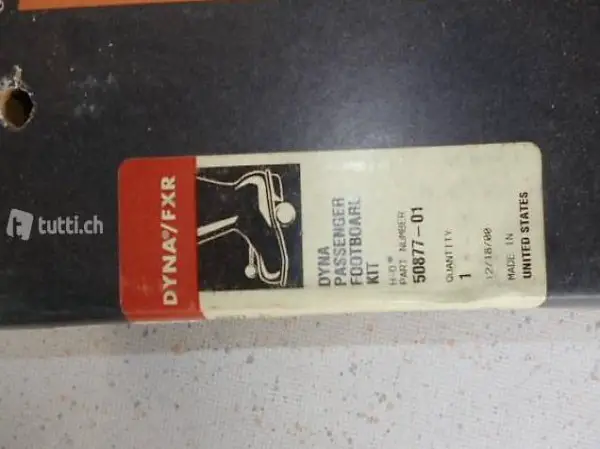 DYNA/FXR
DYNA
PASSENGER
FOOTBOARL
KIT
H-D®
PART NUMBER
50877-01
QUANTITY
1
12/18/00
MADE IN
UNITED STATES
tutti.ch